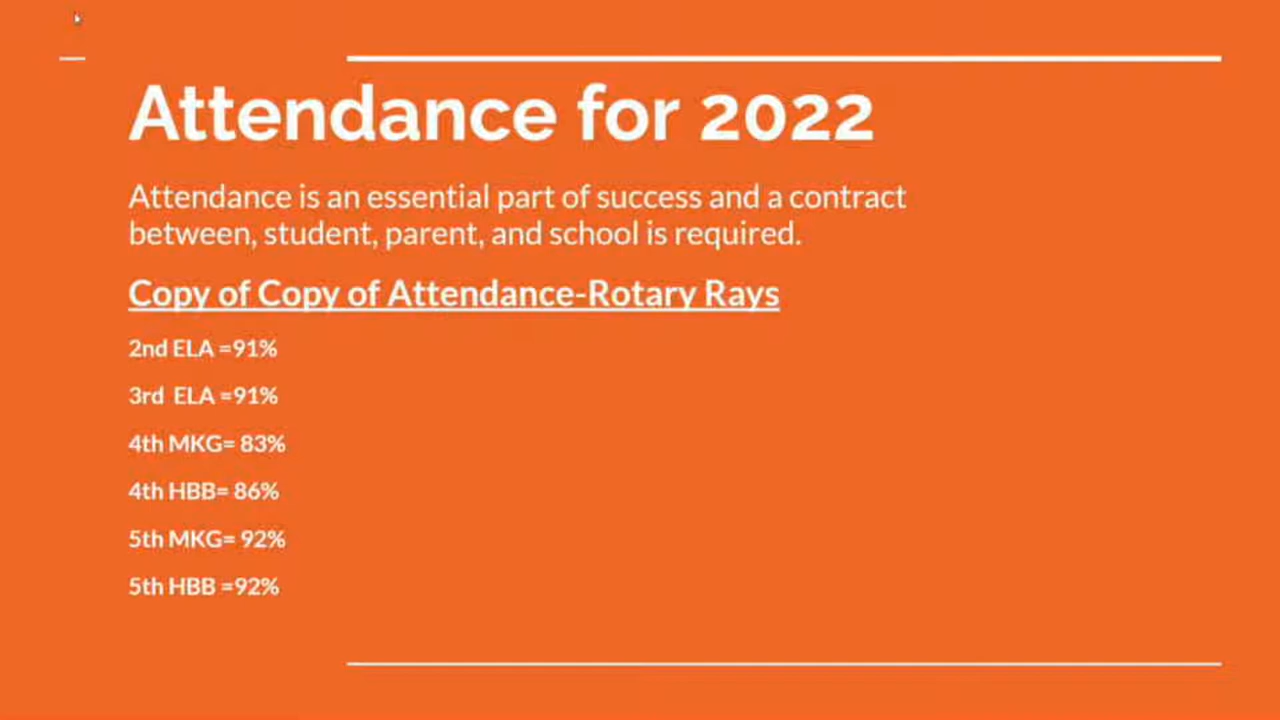 Attendance for 2022
Attendance is an essential part of success and a contract
between, student, parent, and school is required.
Copy of Copy of Attendance-Rotary Rays
2nd ELA =91%
3rd  ELA =91%
4th MKG= 83%
4th HBB= 86%
5th MKG= 92%
5th HBB =92%